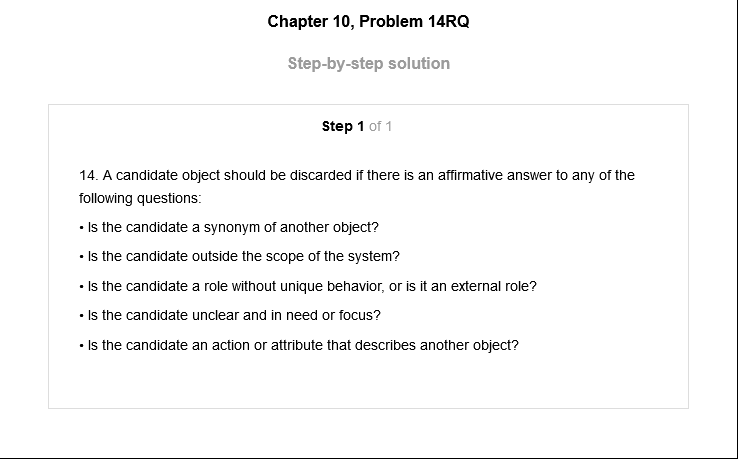 Chapter 10, Problem 14RQ
Step-by-step solution
Step 1 of 1
14. A candidate object should be discarded if there is an affirmative answer to any of the
following questions:
• Is the candidate a synonym of another object?
• Is the candidate outside the scope of the system?
• Is the candidate a role without unique behavior, or is it an external role?
• Is the candidate unclear and in need or focus?
• Is the candidate an action or attribute that describes another object?